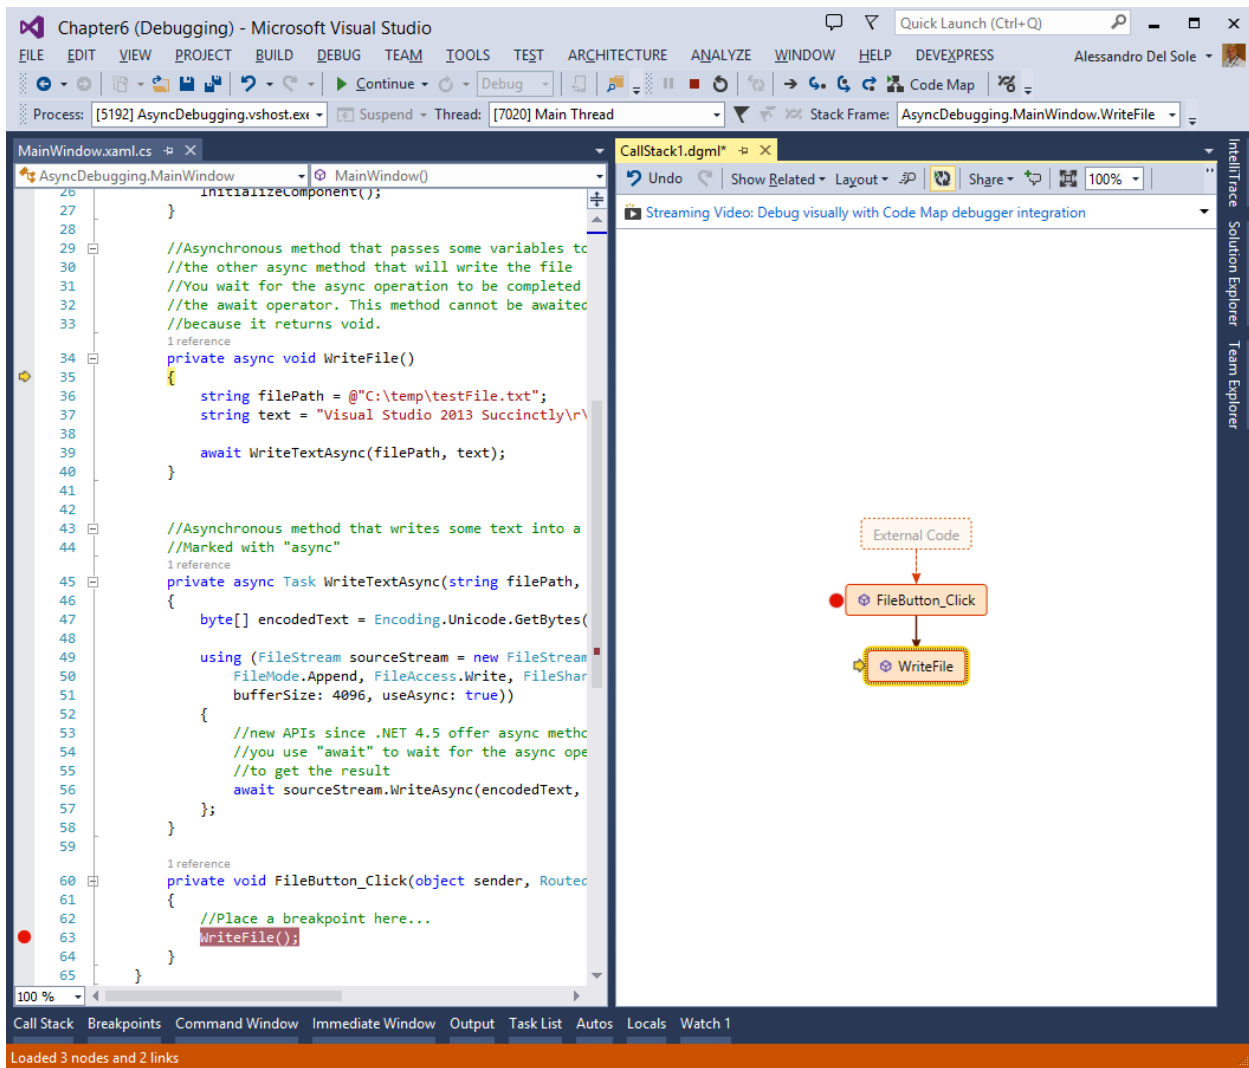 Chapter6 (Debugging) - Microsoft Visual Studio
Quick Launch (Ctrl+Q)
FILE EDIT VIEW PROJECT BUILD DEBUG TEAM TOOLS TEST ARCHITECTURE ANALYZE WINDOW HELP DEVEXPRESS Alessandro Del Sole
Continue Debug Code Map
Process: [5192] AsyncDebugging.vshost.exe Suspend Thread: [7020] Main Thread Stack Frame: AsyncDebugging.MainWindow.WriteFile
MainWindow.xaml.cs
AsyncDebugging.MainWindow MainWindow()
26 InitializeComponent();
27 }
28
29 //Asynchronous method that passes some variables to
30 //the other async method that will write the file
31 //You wait for the async operation to be completed
32 //the await operator. This method cannot be awaited
33 //because it returns void.
1 reference
34 private async void WriteFile()
35 {
36 string filePath = @"C:\temp\testFile.txt";
37 string text = "Visual Studio 2013 Succinctly\r\
38
39 await WriteTextAsync(filePath, text);
40 }
41
42
43 //Asynchronous method that writes some text into a
44 //Marked with "async"
1 reference
45 private async Task WriteTextAsync(string filePath,
46 {
47 byte[] encodedText = Encoding.Unicode.GetBytes(
48
49 using (FileStream sourceStream = new FileStream
50 FileMode.Append, FileAccess.Write, FileShar
51 bufferSize: 4096, useAsync: true))
52 {
53 //new APIs since .NET 4.5 offer async metho
54 //you use "await" to wait for the async ope
55 //to get the result
56 await sourceStream.WriteAsync(encodedText,
57 };
58 }
59
1 reference
60 private void FileButton_Click(object sender, Routed
61 {
62 //Place a breakpoint here...
63 WriteFile();
64 }
65 }
100 %
CallStack1.dgml*
Undo Show Related Layout Share 100%
Streaming Video: Debug visually with Code Map debugger integration
External Code
FileButton_Click
WriteFile
IntelliTrace
Solution Explorer
Team Explorer
Call Stack Breakpoints Command Window Immediate Window Output Task List Autos Locals Watch 1
Loaded 3 nodes and 2 links